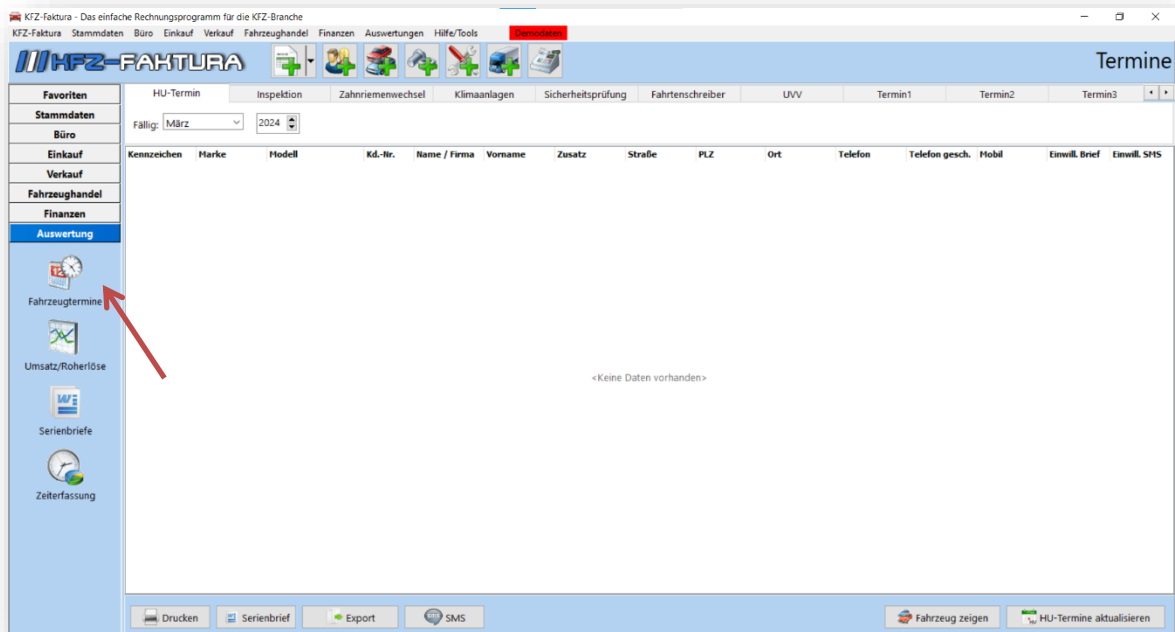 KFZ-Faktura - Das einfache Rechnungsprogramm für die KFZ-Branche
KFZ-Faktura Stammdaten Büro Einkauf Verkauf Fahrzeughandel Finanzen Auswertungen Hilfe/Tools Demodaten
KFZ-FAKTURA Termine
Favoriten
Stammdaten
Büro
Einkauf
Verkauf
Fahrzeughandel
Finanzen
Auswertung
Fahrzeugtermine
Umsatz/Roherlöse
Serienbriefe
Zeiterfassung
HU-Termin Inspektion Zahnriemenwechsel Klimaanlagen Sicherheitsprüfung Fahrtenschreiber UVV Termin1 Termin2 Termin3
Fällig: März 2024
Kennzeichen Marke Modell Kd.-Nr. Name / Firma Vorname Zusatz Straße PLZ Ort Telefon Telefon gesch. Mobil Einwill. Brief Einwill. SMS
<Keine Daten vorhanden>
Drucken Serienbrief Export SMS Fahrzeug zeigen HU-Termine aktualisieren